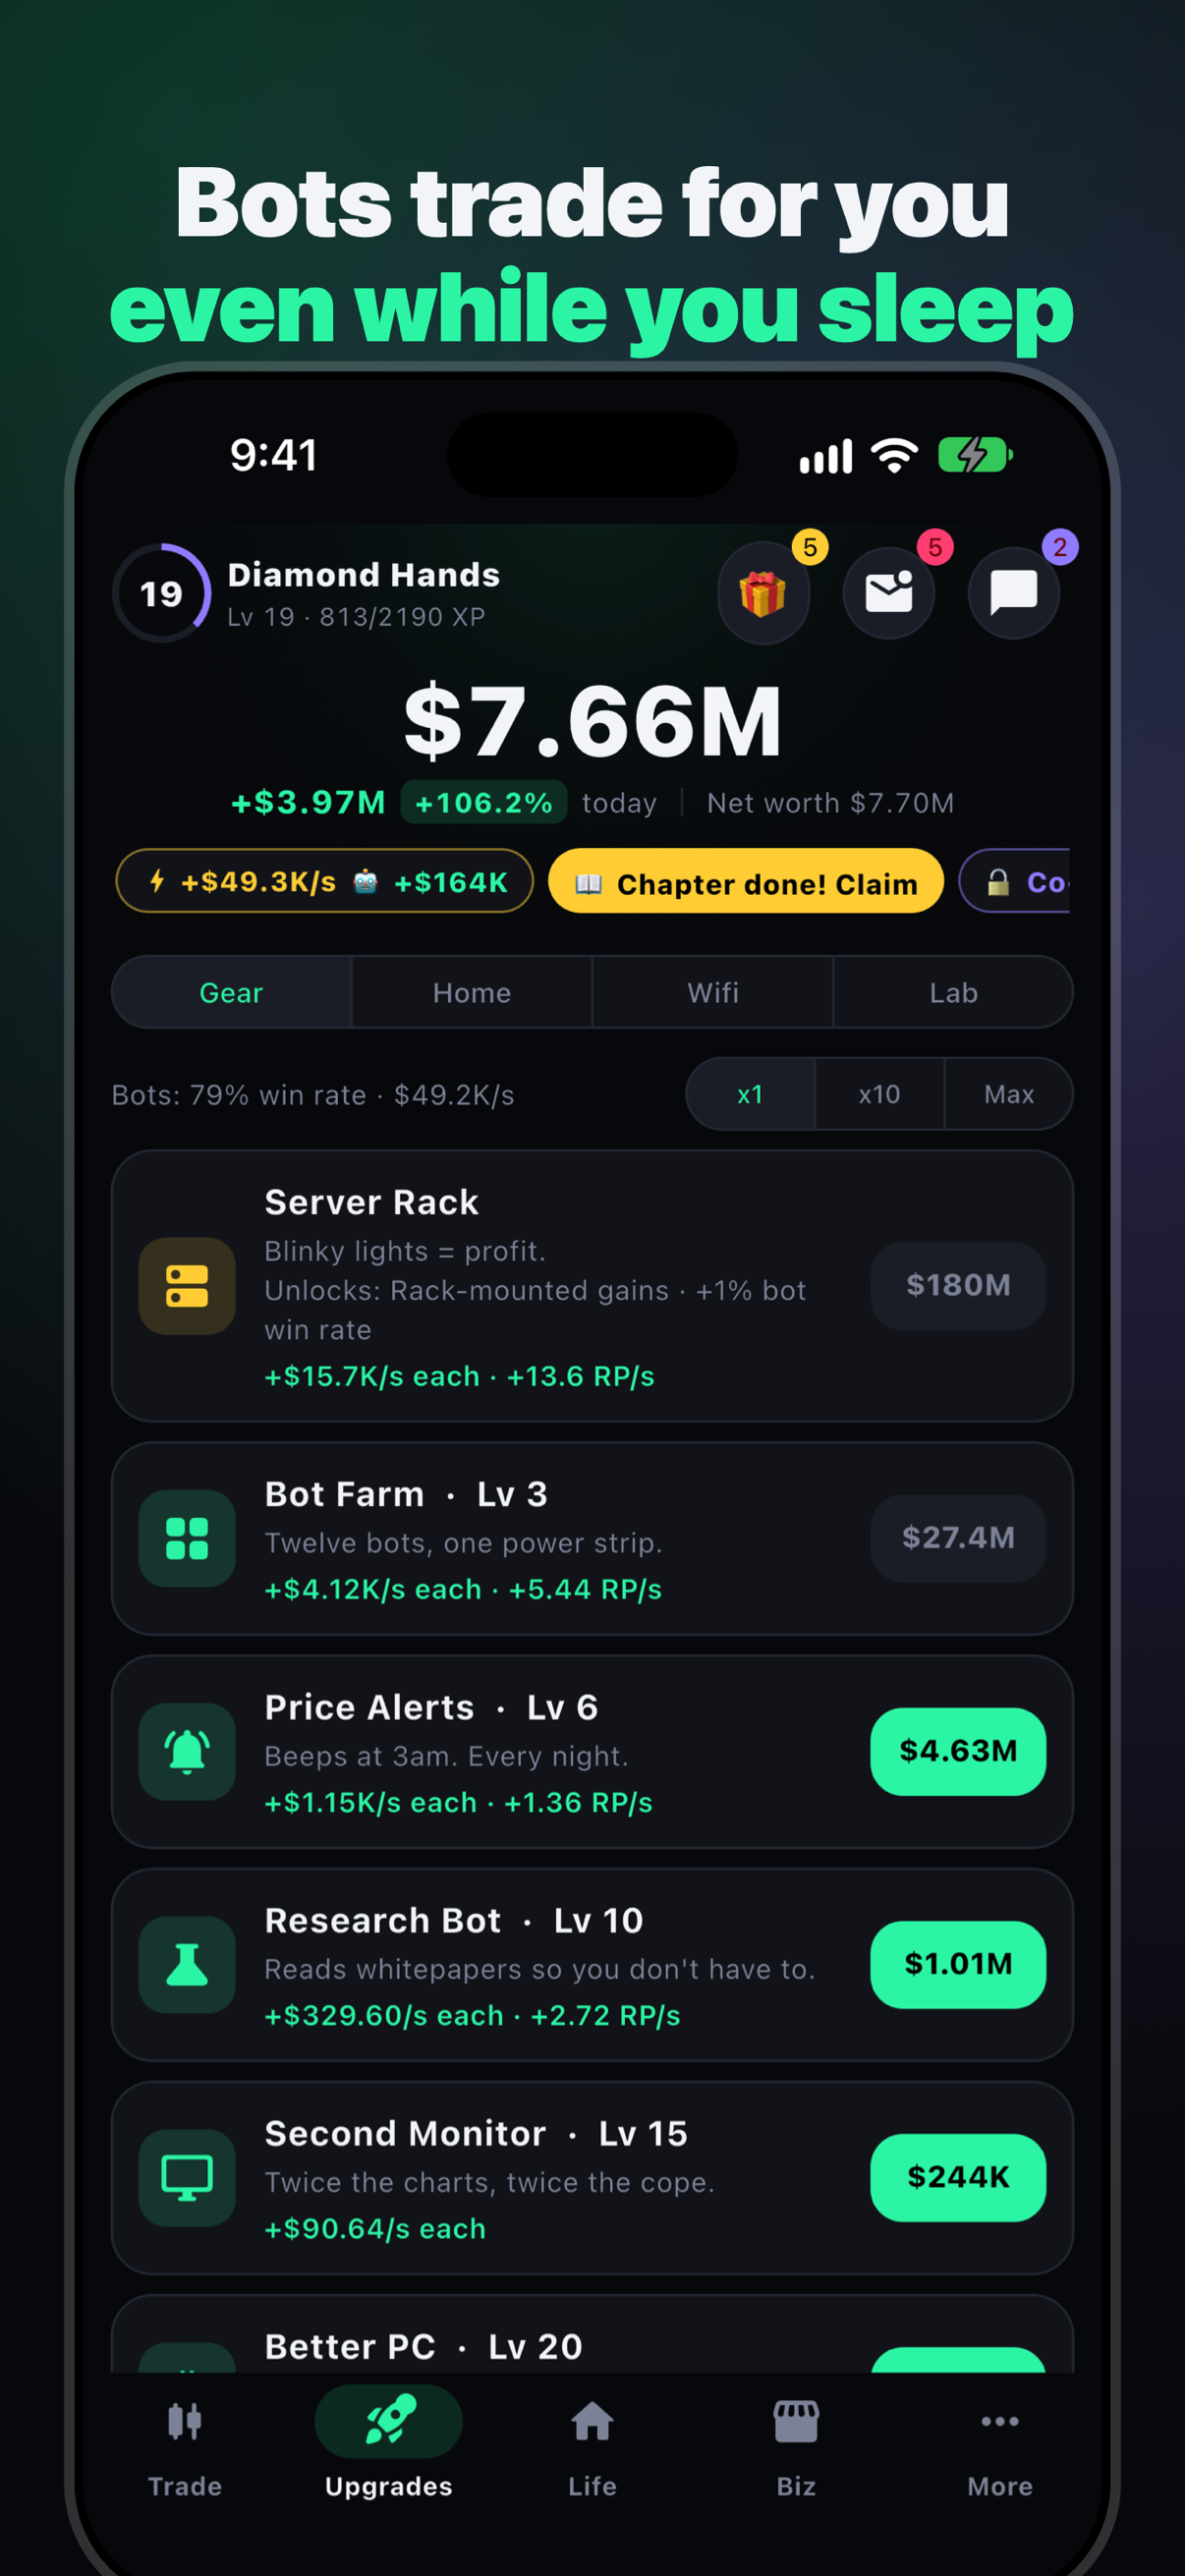 Bots trade for you
even while you sleep
9:41
19
Diamond Hands
Lv 19 · 813/2190 XP
5
5
2
$7.66M
+$3.97M +106.2% today | Net worth $7.70M
+$49.3K/s +$164K
Chapter done! Claim
Co-
Gear Home Wifi Lab
Bots: 79% win rate · $49.2K/s
x1 x10 Max
Server Rack
Blinky lights = profit.
Unlocks: Rack-mounted gains · +1% bot
win rate
+$15.7K/s each · +13.6 RP/s
$180M
Bot Farm · Lv 3
Twelve bots, one power strip.
+$4.12K/s each · +5.44 RP/s
$27.4M
Price Alerts · Lv 6
Beeps at 3am. Every night.
+$1.15K/s each · +1.36 RP/s
$4.63M
Research Bot · Lv 10
Reads whitepapers so you don't have to.
+$329.60/s each · +2.72 RP/s
$1.01M
Second Monitor · Lv 15
Twice the charts, twice the cope.
+$90.64/s each
$244K
Better PC · Lv 20
Trade Upgrades Life Biz More